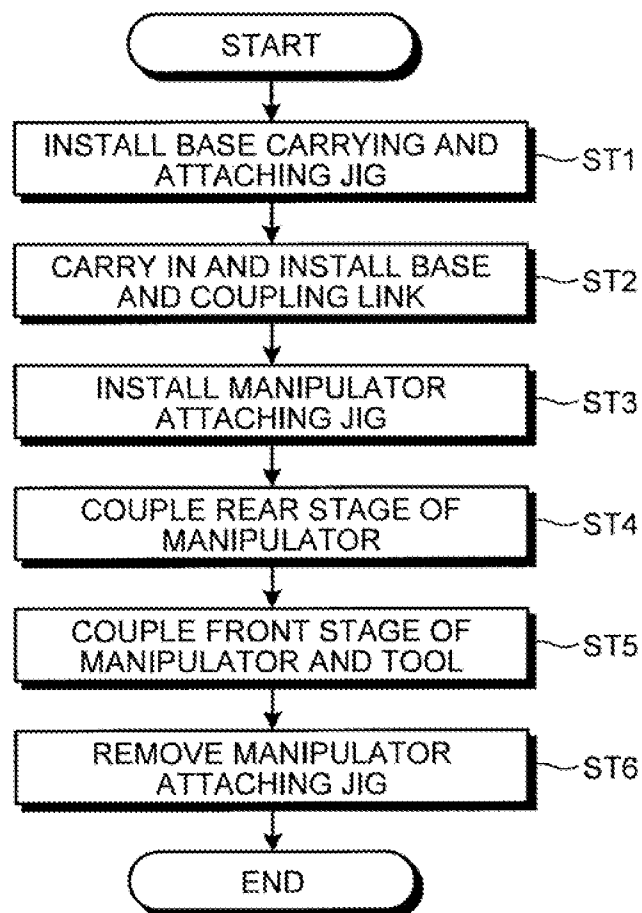 START
INSTALL BASE CARRYING AND
ATTACHING JIG
ST1
CARRY IN AND INSTALL BASE
AND COUPLING LINK
ST2
INSTALL MANIPULATOR
ATTACHING JIG
ST3
COUPLE REAR STAGE OF
MANIPULATOR
ST4
COUPLE FRONT STAGE OF
MANIPULATOR AND TOOL
ST5
REMOVE MANIPULATOR
ATTACHING JIG
ST6
END